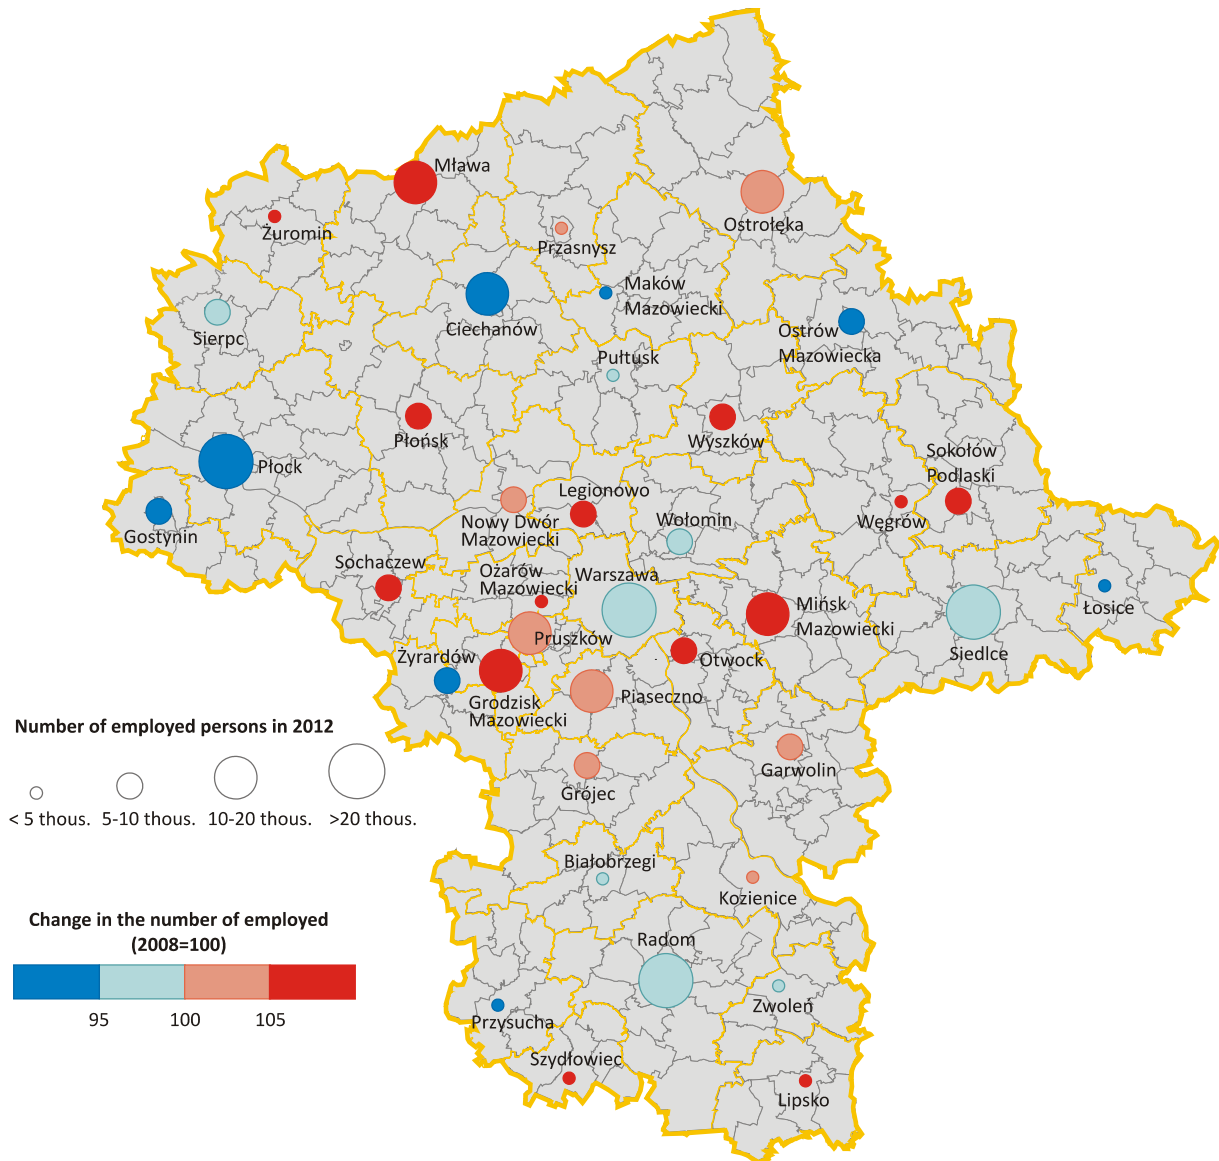 Mława
Żuromin
Przasnysz
Ostrołęka
Maków
Mazowiecki
Ciechanów
Sierpc
Ostrów
Mazowiecka
Pułtusk
Płońsk
Wyszków
Sokołów
Podlaski
Płock
Legionowo
Nowy Dwór
Mazowiecki
Wołomin
Węgrów
Gostynin
Sochaczew
Ożarów
Mazowiecki
Warszawa
Mińsk
Mazowiecki
Łosice
Siedlce
Pruszków
Żyrardów
Otwock
Grodzisk
Mazowiecki
Piaseczno
Garwolin
Grójec
Number of employed persons in 2012
< 5 thous. 5-10 thous. 10-20 thous. >20 thous.
Białobrzegi
Kozienice
Change in the number of employed
(2008=100)
95 100 105
Radom
Zwoleń
Przysucha
Szydłowiec
Lipsko